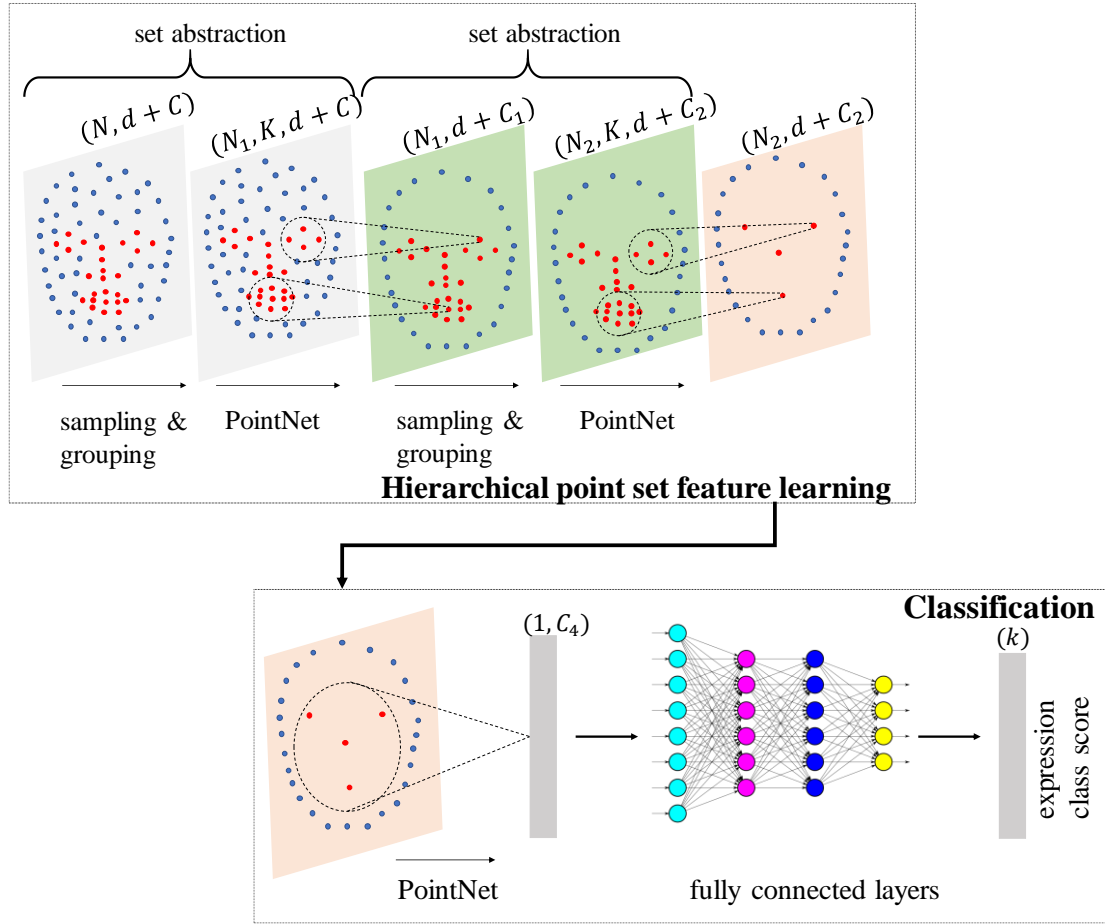 set abstraction set abstraction
(N, d + C) (N₁, K, d + C) (N₁, d + C₁) (N₂, K, d + C₂) (N₂, d + C₂)
sampling & grouping
PointNet
sampling & grouping
PointNet
Hierarchical point set feature learning
Classification
(1, C₄)
(k)
expression
class score
PointNet
fully connected layers